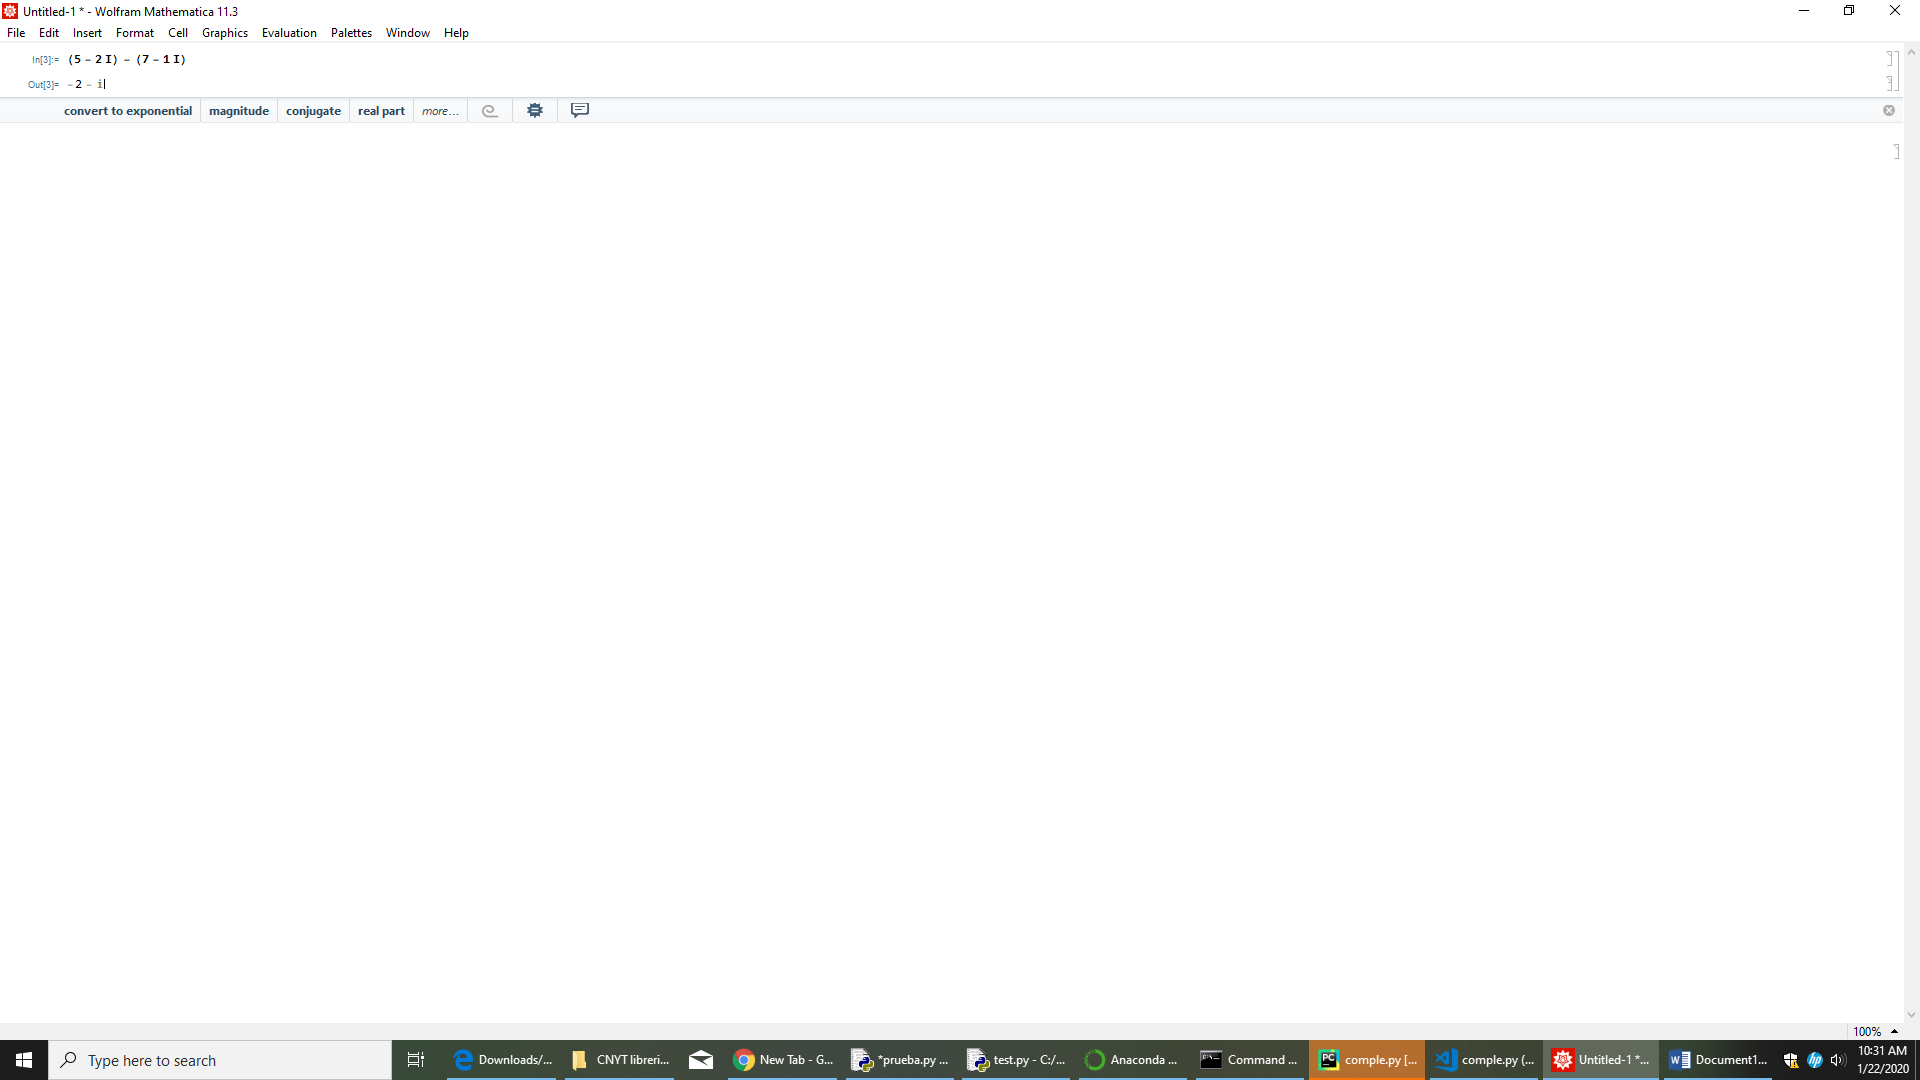 Untitled-1 * - Wolfram Mathematica 11.3
File Edit Insert Format Cell Graphics Evaluation Palettes Window Help
In[3]:= (5 - 2 I) - (7 - 1 I)
Out[3]= -2 - i
convert to exponential magnitude conjugate real part more...
100%
Type here to search Downloads/... CNYT libreri... New Tab - G... *prueba.py ... test.py - C:/... Anaconda ... Command ... comple.py [... comple.py (... Untitled-1 *... Document1... 10:31 AM
1/22/2020